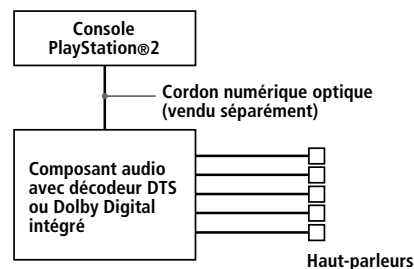 Console
PlayStation®2
Cordon numérique optique
(vendu séparément)
Composant audio
avec décodeur DTS
ou Dolby Digital
intégré
Haut-parleurs